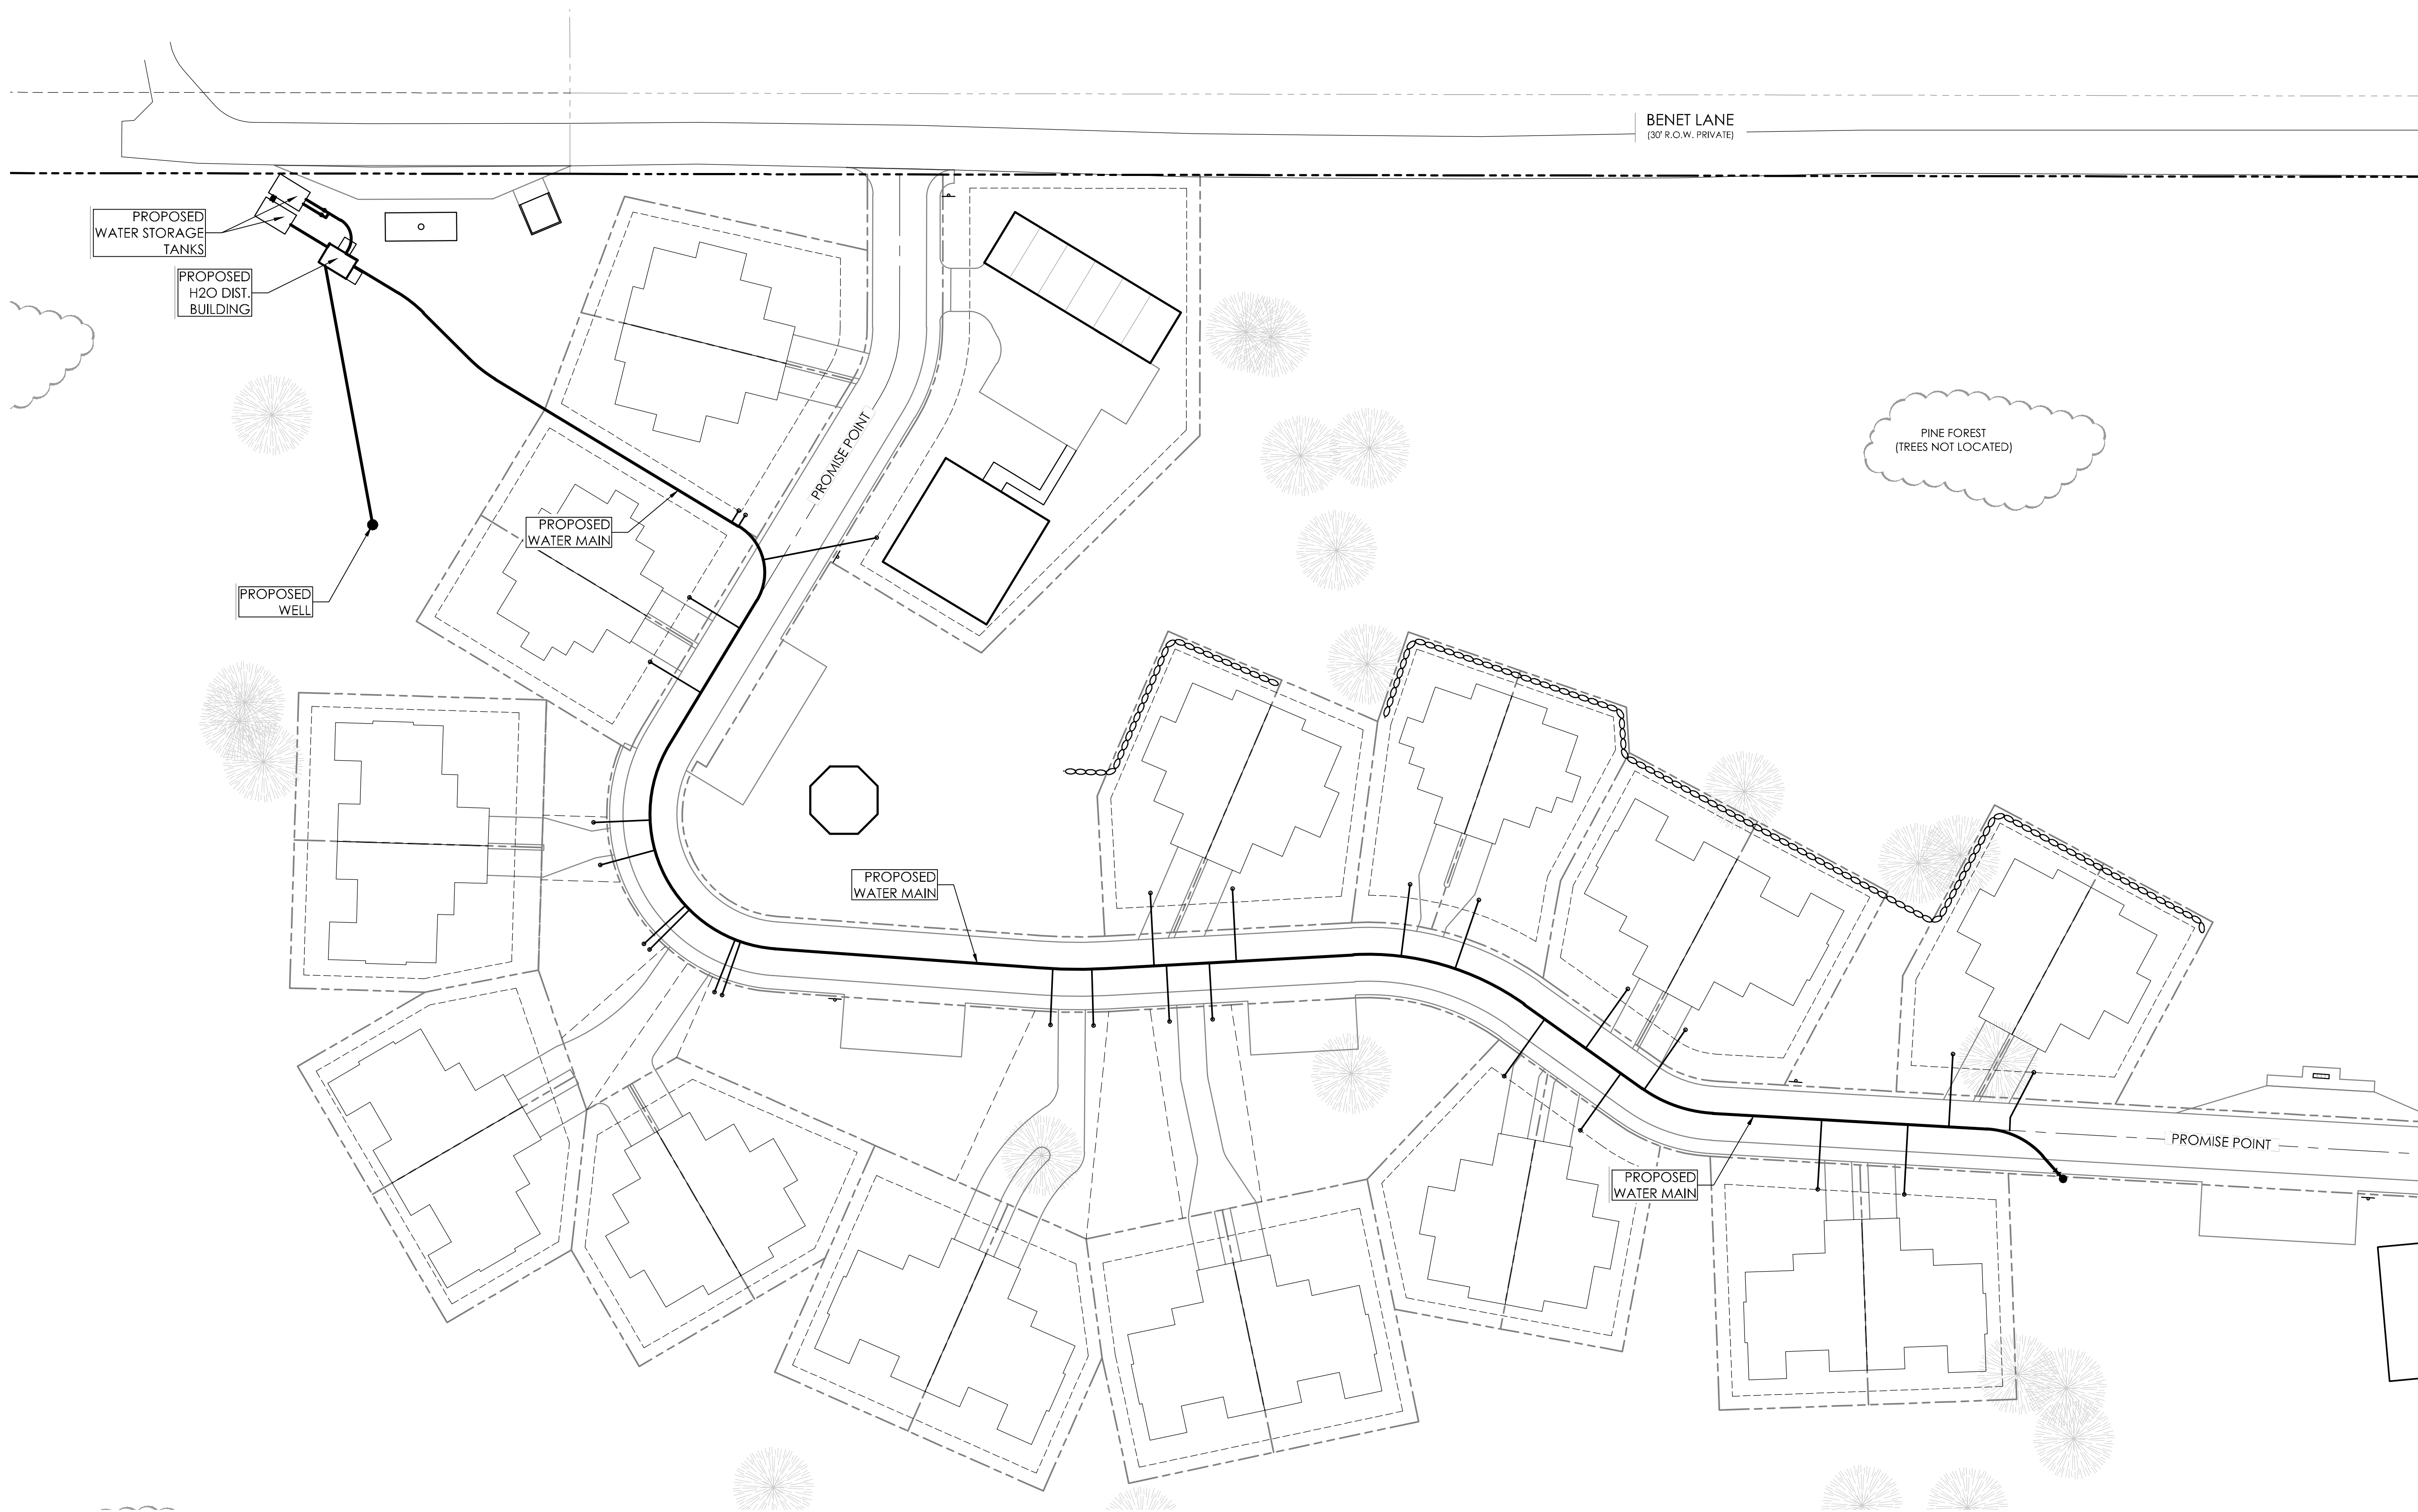 BENET LANE
(30' R.O.W. PRIVATE)
PROPOSED
WATER STORAGE
TANKS
PROPOSED
H2O DIST.
BUILDING
PROMISE POINT
PINE FOREST
(TREES NOT LOCATED)
PROPOSED
WATER MAIN
PROPOSED
WELL
PROPOSED
WATER MAIN
PROMISE POINT
PROPOSED
WATER MAIN